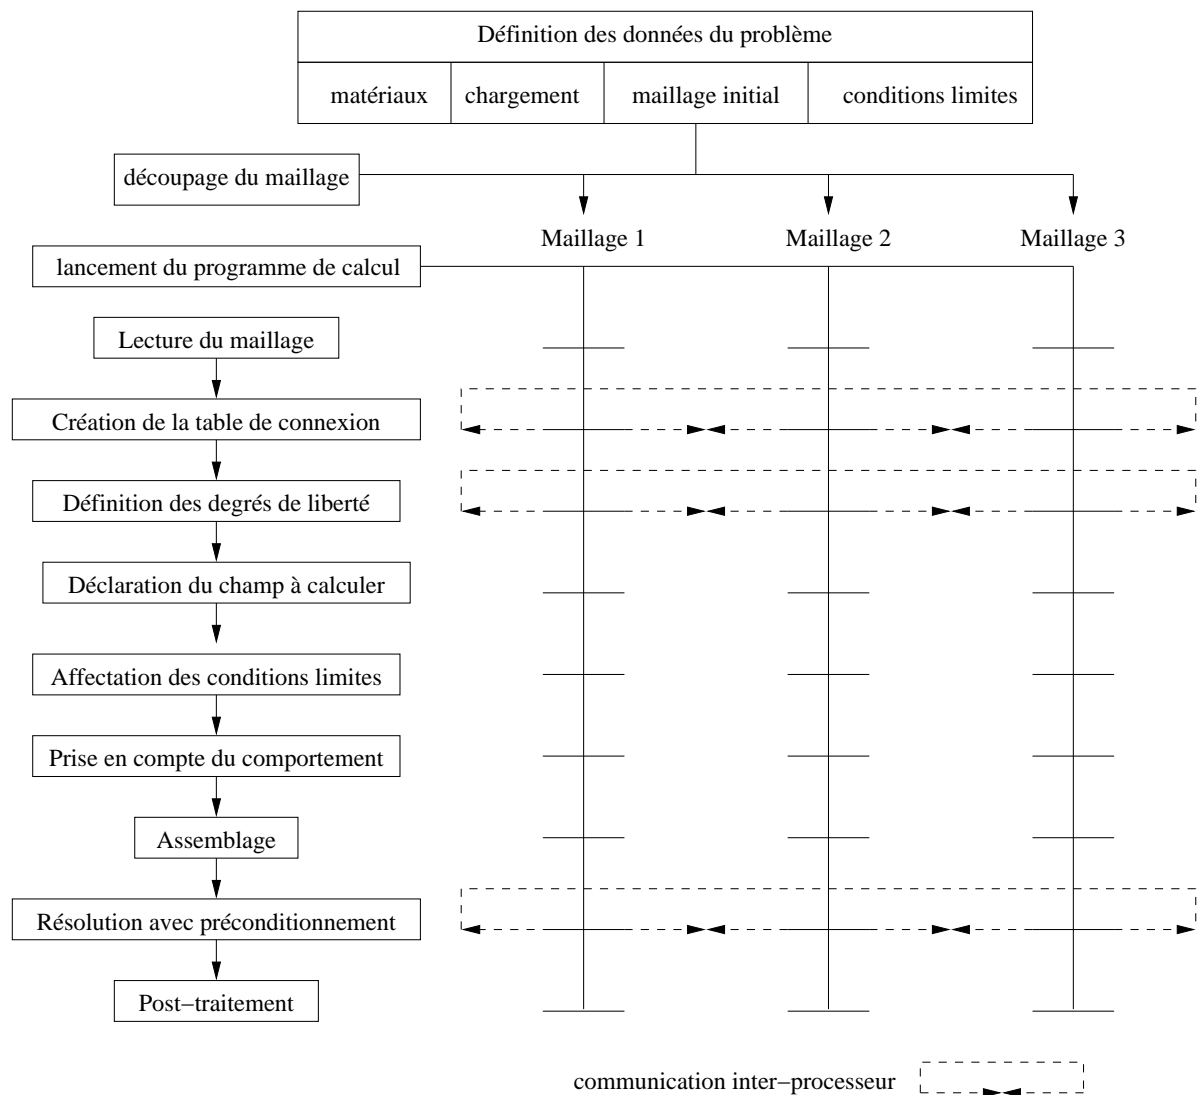 Définition des données du problème
matériaux
chargement
maillage initial
conditions limites
découpage du maillage
Maillage 1
Maillage 2
Maillage 3
lancement du programme de calcul
Lecture du maillage
Création de la table de connexion
Définition des degrés de liberté
Déclaration du champ à calculer
Affectation des conditions limites
Prise en compte du comportement
Assemblage
Résolution avec préconditionnement
Post−traitement
communication inter−processeur